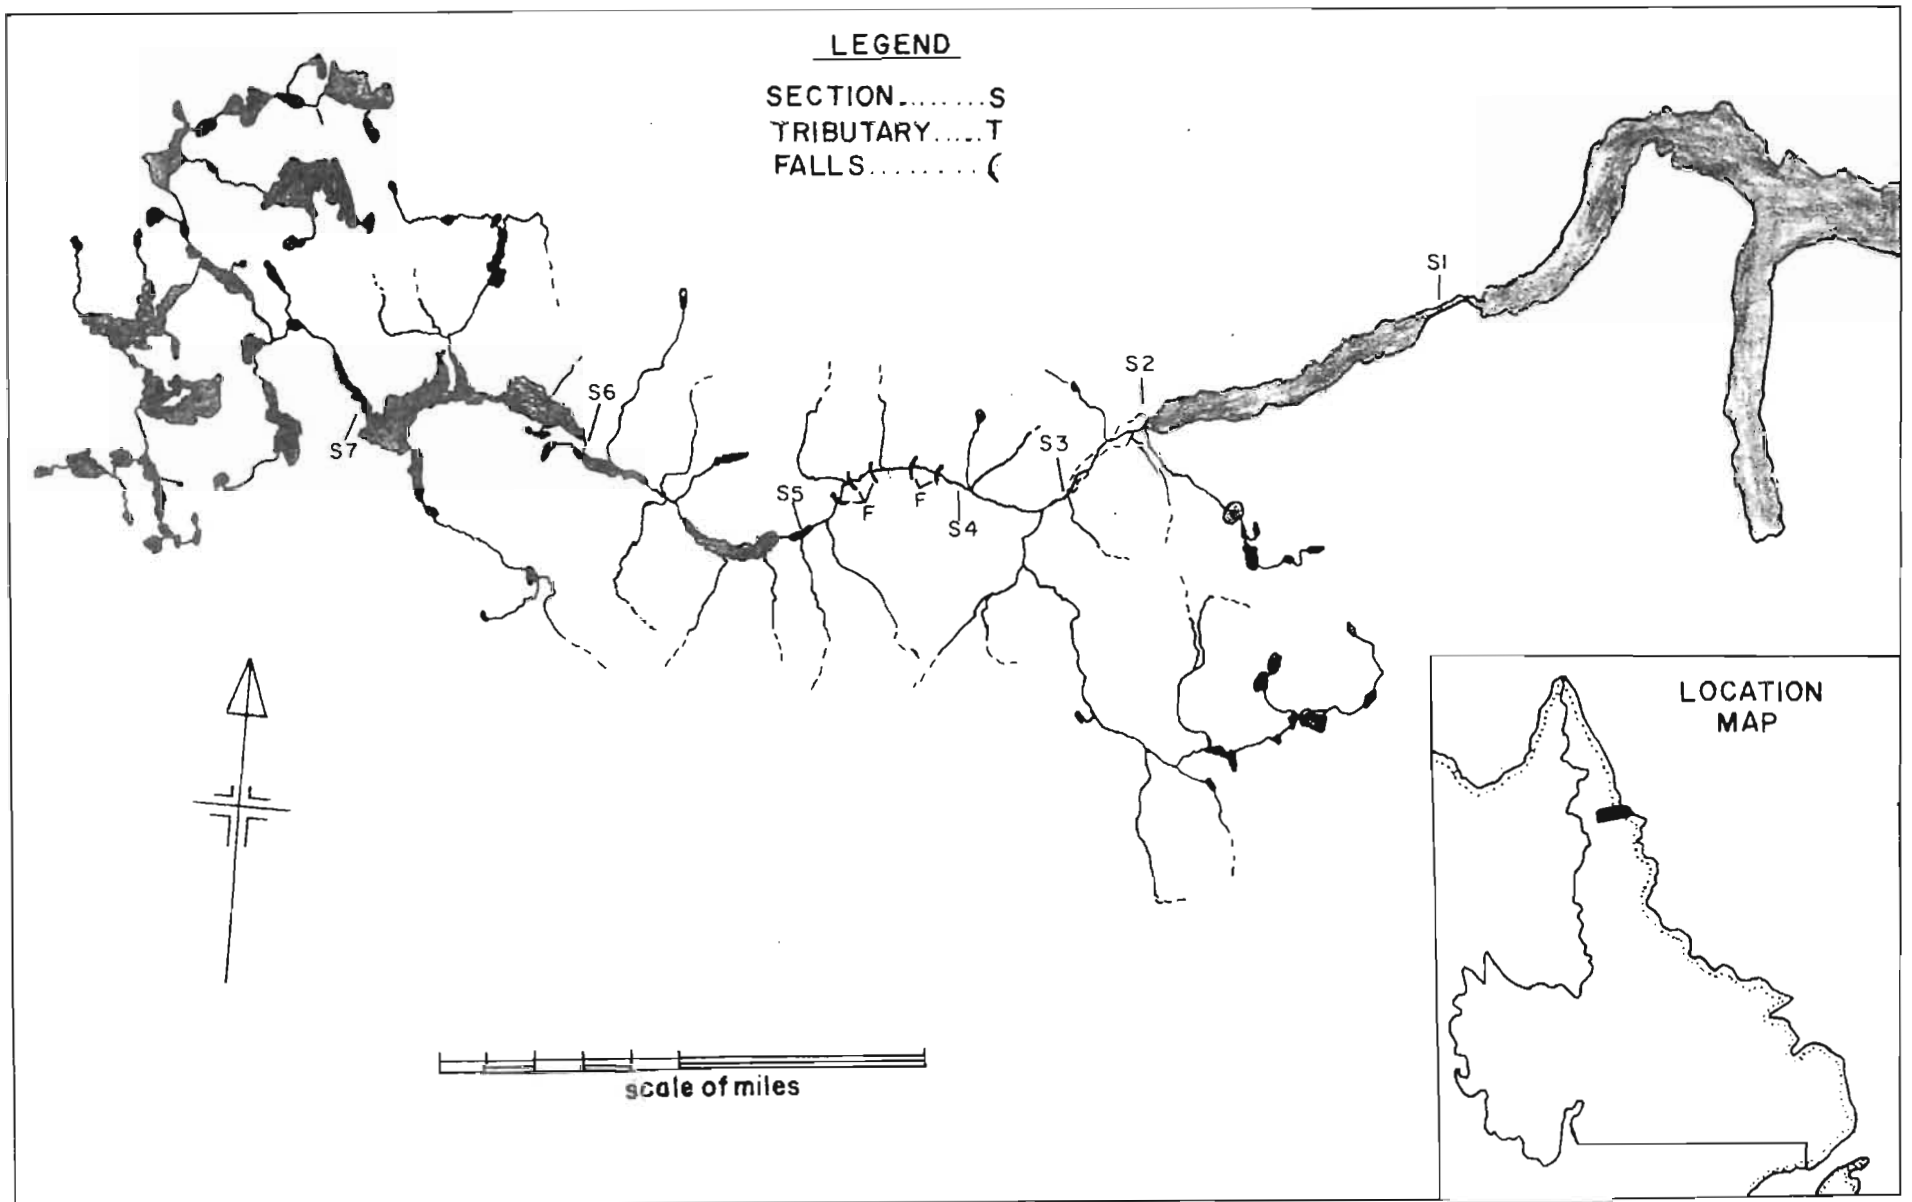 LEGEND
SECTION........S
TRIBUTARY.....T
FALLS........(
S1
S2
S6
S3
S7
S5
F
F
S4
LOCATION
MAP
scale of miles